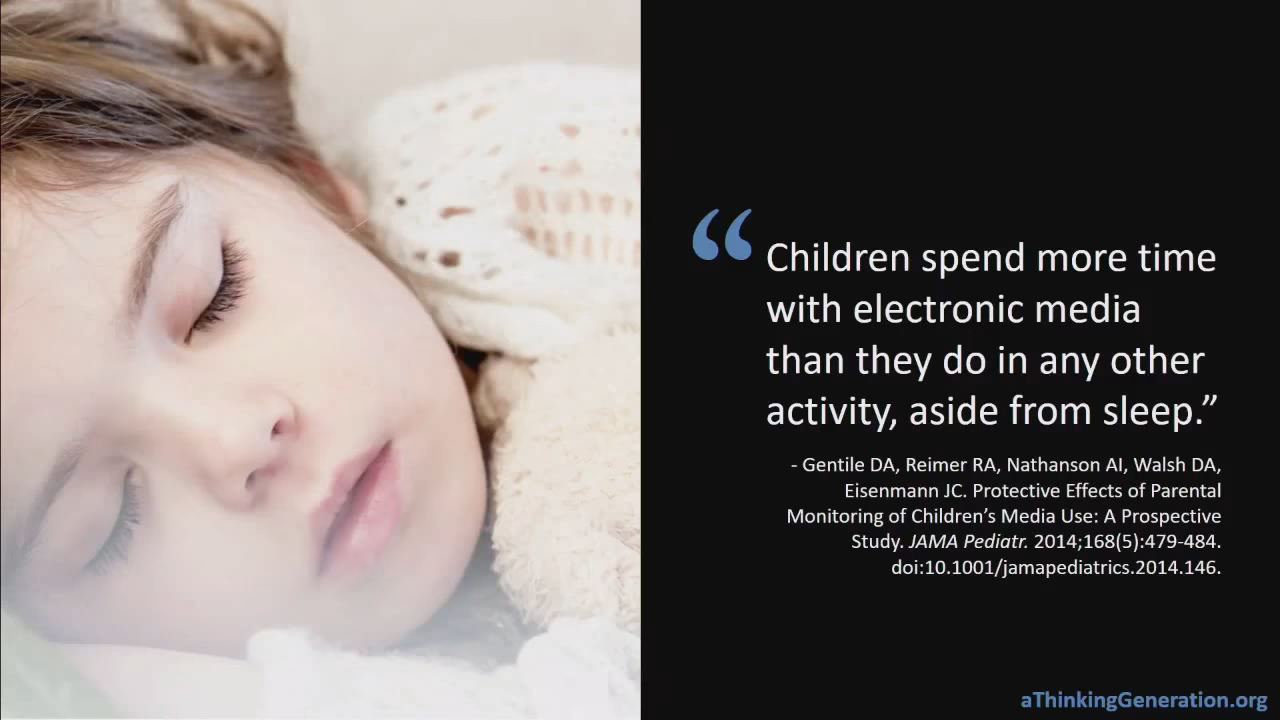 “Children spend more time
with electronic media
than they do in any other
activity, aside from sleep.”
- Gentile DA, Reimer RA, Nathanson AI, Walsh DA,
Eisenmann JC. Protective Effects of Parental
Monitoring of Children’s Media Use: A Prospective
Study. JAMA Pediatr. 2014;168(5):479-484.
doi:10.1001/jamapediatrics.2014.146.
aThinkingGeneration.org